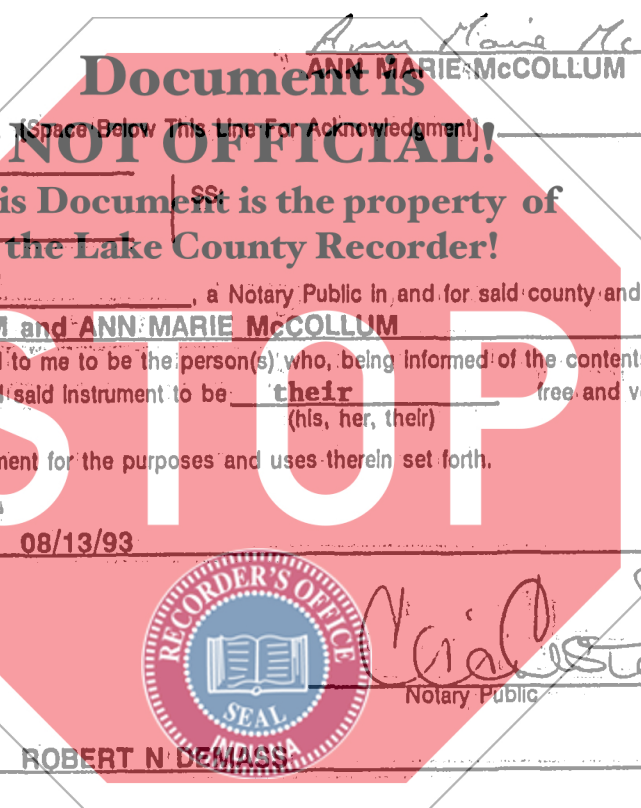 Ann Marie Mc
ANN MARIE McCOLLUM
Document is
[Space Below This Line For Acknowledgment]
NOT OFFICIAL!
SS:
is Document is the property of
the Lake County Recorder!
, a Notary Public in and for said county and
and ANN MARIE McCOLLUM
to me to be the person(s) who, being informed of the contents
said instrument to be their free and v
(his, her, their)
STOP
ment for the purposes and uses therein set forth.
08/13/93
RECORDER'S OFFICE
SEAL
INDIANA
Notary Public
ROBERT N DEMASS